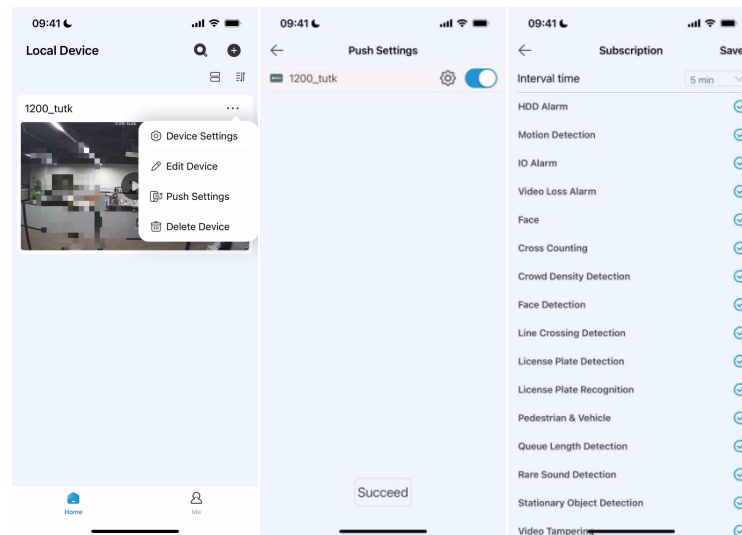 09:41
Local Device
1200_tutk
Device Settings
Edit Device
Push Settings
Delete Device
Home
Me
09:41
Push Settings
1200_tutk
Succeed
09:41
Subscription
Save
Interval time
5 min
HDD Alarm
Motion Detection
IO Alarm
Video Loss Alarm
Face
Cross Counting
Crowd Density Detection
Face Detection
Line Crossing Detection
License Plate Detection
License Plate Recognition
Pedestrian & Vehicle
Queue Length Detection
Rare Sound Detection
Stationary Object Detection
Video Tampering